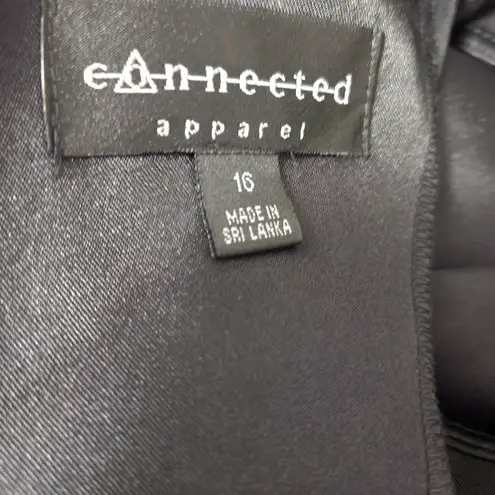 connected
apparel
16
MADE IN
SRI LANKA